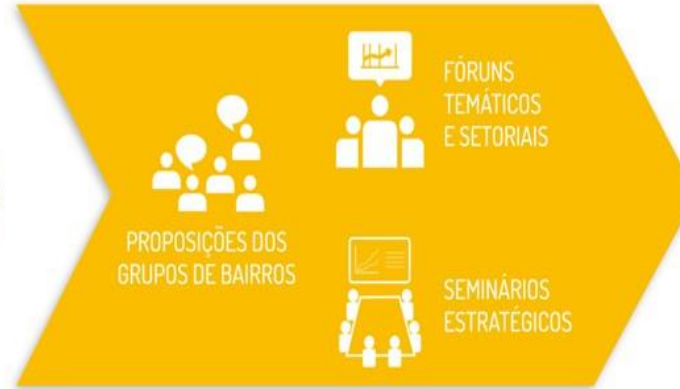 PROPOSIÇÕES DOS
GRUPOS DE BAIRROS
FÓRUNS
TEMÁTICOS
E SETORIAIS
SEMINÁRIOS
ESTRATÉGICOS